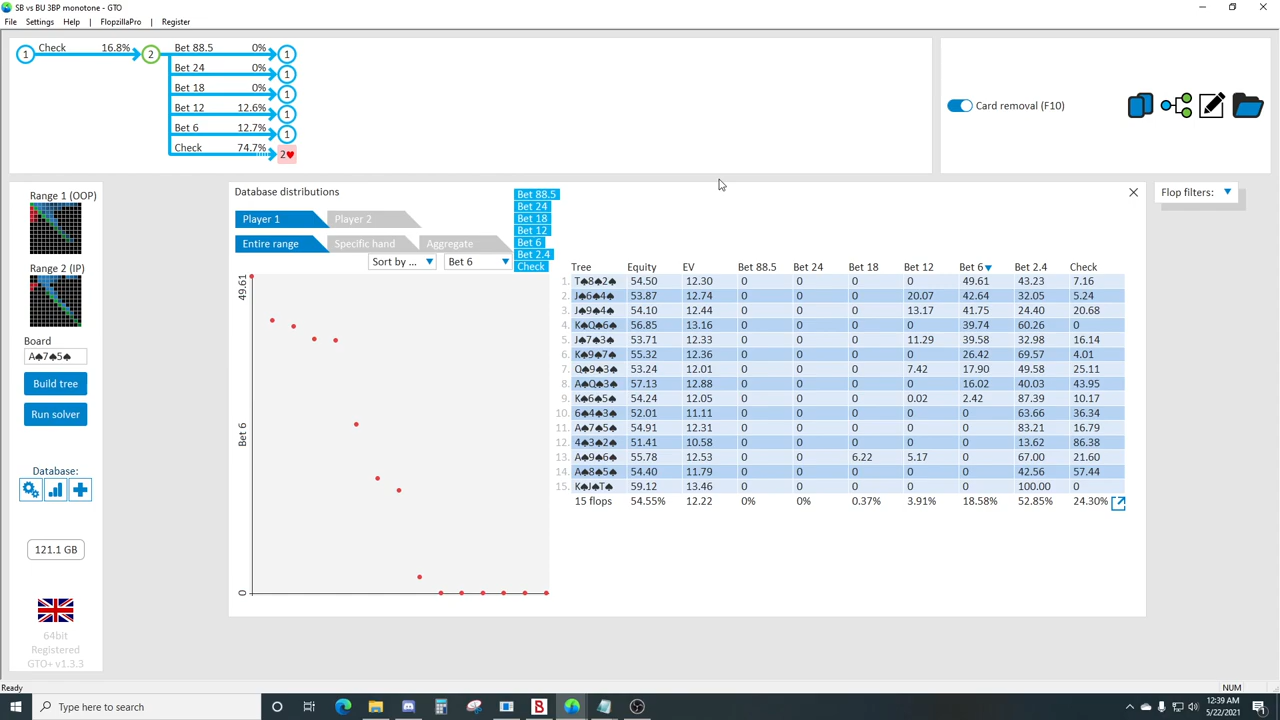 SB vs BU 3BP monotone - GTO
File Settings Help FlopzillaPro Register
1 Check 16.8% 2 Bet 88.5 0% 1
Bet 24 0% 1
Bet 18 0% 1
Bet 12 12.6% 1
Bet 6 12.7% 1
Check 74.7% 2♥
Card removal (F10)
Range 1 (OOP)
Range 2 (IP)
Board
A♠7♠5♠
Build tree
Run solver
Database:
121.1 GB
64bit
Registered
GTO+ v1.3.3
Database distributions
Flop filters:
Player 1 Player 2
Entire range Specific hand Aggregate
Sort by ... Bet 6
Bet 88.5
Bet 24
Bet 18
Bet 12
Bet 6
Bet 2.4
Check
49.61
Bet 6
0
Tree Equity EV Bet 88.5 Bet 24 Bet 18 Bet 12 Bet 6 Bet 2.4 Check
1. T♠8♠2♠ 54.50 12.30 0 0 0 0 49.61 43.23 7.16
2. J♠6♠4♠ 53.87 12.74 0 0 0 20.07 42.64 32.05 5.24
3. J♠9♠4♠ 54.10 12.44 0 0 0 13.17 41.75 24.40 20.68
4. K♠Q♠6♠ 56.85 13.16 0 0 0 0 39.74 60.26 0
5. J♠7♠3♠ 53.71 12.33 0 0 0 11.29 39.58 32.98 16.14
6. K♠9♠7♠ 55.32 12.36 0 0 0 0 26.42 69.57 4.01
7. Q♠9♠3♠ 53.24 12.01 0 0 0 7.42 17.90 49.58 25.11
8. A♠Q♠3♠ 57.13 12.88 0 0 0 0 16.02 40.03 43.95
9. K♠6♠5♠ 54.24 12.05 0 0 0 0.02 2.42 87.39 10.17
10. 6♠4♠3♠ 52.01 11.11 0 0 0 0 0 63.66 36.34
11. A♠7♠5♠ 54.91 12.31 0 0 0 0 0 83.21 16.79
12. 4♠3♠2♠ 51.41 10.58 0 0 0 0 0 13.62 86.38
13. A♠9♠6♠ 55.78 12.53 0 0 6.22 5.17 0 67.00 21.60
14. A♠8♠5♠ 54.40 11.79 0 0 0 0 0 42.56 57.44
15. K♠J♠T♠ 59.12 13.46 0 0 0 0 0 100.00 0
15 flops 54.55% 12.22 0% 0% 0.37% 3.91% 18.58% 52.85% 24.30%
Ready
NUM
Type here to search
12:39 AM
5/22/2021